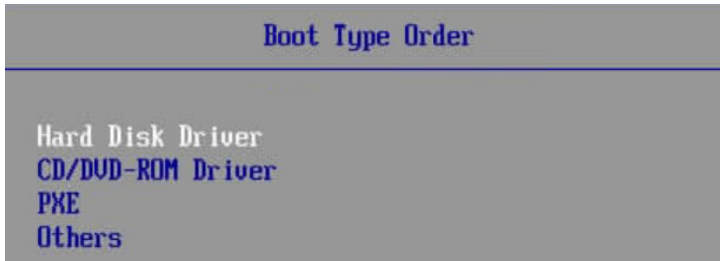 Boot Type Order
Hard Disk Driver
CD/DVD-ROM Driver
PXE
Others